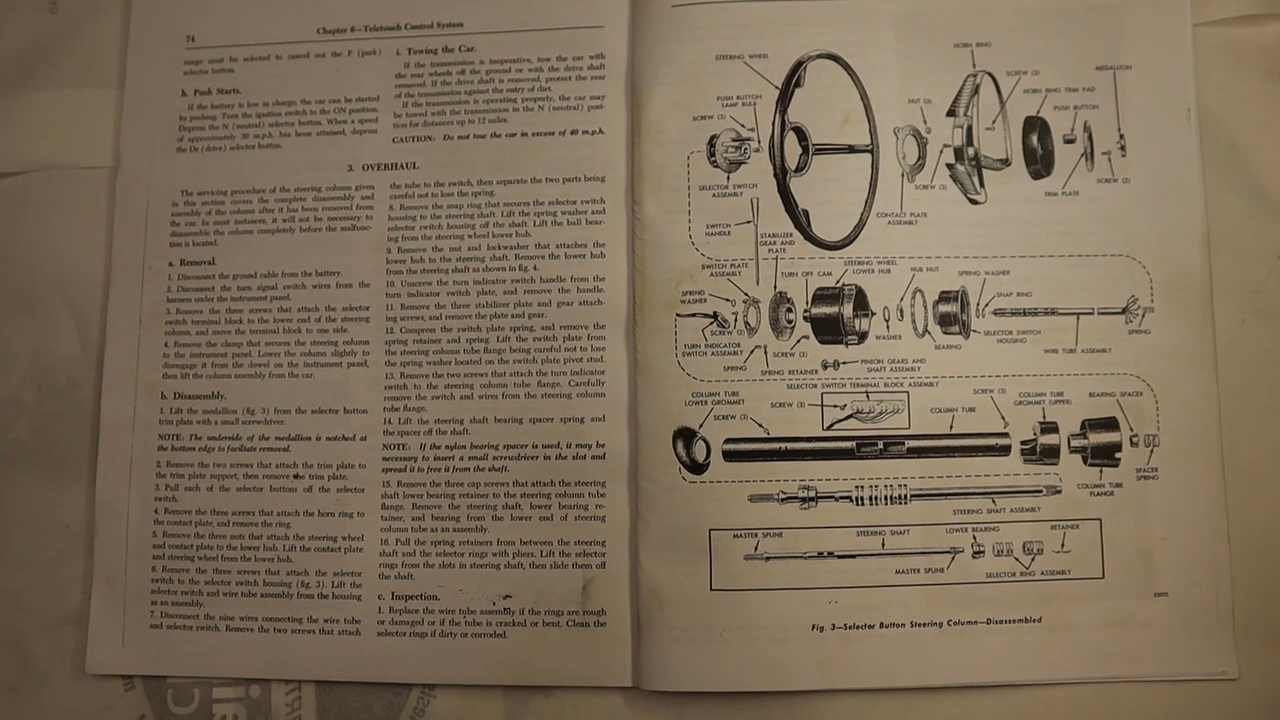 74
Chapter 6—Teletouch Control System
range must be selected to cancel out the P (park)
selector button.
h. Push Starts.
If the battery is low in charge, the car can be started
by pushing. Turn the ignition switch to the ON position.
Depress the N (neutral) selector button. When a speed
of approximately 30 m.p.h. has been attained, depress
the Dr (drive) selector button.
i. Towing the Car.
If the transmission is inoperative, tow the car with
the rear wheels off the ground or with the drive shaft
removed. If the drive shaft is removed, protect the rear
of the transmission against the entry of dirt.
If the transmission is operating properly, the car may
be towed with the transmission in the N (neutral) posi-
tion for distances up to 12 miles.
CAUTION: Do not tow the car in excess of 40 m.p.h.
3. OVERHAUL
The servicing procedure of the steering column given
in this section covers the complete disassembly and
assembly of the column after it has been removed from
the car. In most instances, it will not be necessary to
disassemble the column completely before the malfunc-
tion is located.
a. Removal.
1. Disconnect the ground cable from the battery.
2. Disconnect the turn signal switch wires from the
harness under the instrument panel.
3. Remove the three screws that attach the selector
switch terminal block to the lower end of the steering
column, and move the terminal block to one side.
4. Remove the clamp that secures the steering column
to the instrument panel. Lower the column slightly to
disengage it from the dowel on the instrument panel,
then lift the column assembly from the car.
b. Disassembly.
1. Lift the medallion (fig. 3) from the selector button
trim plate with a small screwdriver.
NOTE: The underside of the medallion is notched at
the bottom edge to faciltate removal.
2. Remove the two screws that attach the trim plate to
the trim plate support, then remove the trim plate.
3. Pull each of the selector buttons off the selector
switch.
4. Remove the three screws that attach the horn ring to
the contact plate, and remove the ring.
5. Remove the three nuts that attach the steering wheel
and contact plate to the lower hub. Lift the contact plate
and steering wheel from the lower hub.
6. Remove the three screws that attach the selector
switch to the selector switch housing (fig. 3). Lift the
selector switch and wire tube assembly from the housing
as an assembly.
7. Disconnect the nine wires connecting the wire tube
and selector switch. Remove the two screws that attach
the tube to the switch, then separate the two parts being
careful not to lose the spring.
8. Remove the snap ring that secures the selector switch
housing to the steering shaft. Lift the spring washer and
selector switch housing off the shaft. Lift the ball bear-
ing from the steering wheel lower hub.
9. Remove the nut and lockwasher that attaches the
lower hub to the steering shaft. Remove the lower hub
from the steering shaft as shown in fig. 4.
10. Unscrew the turn indicator switch handle from the
turn indicator switch plate, and remove the handle.
11. Remove the three stabilizer plate and gear attach-
ing screws, and remove the plate and gear.
12. Compress the switch plate spring, and remove the
spring retainer and spring. Lift the switch plate from
the steering column tube flange being careful not to lose
the spring washer located on the switch plate pivot stud.
13. Remove the two screws that attach the turn indicator
switch to the steering column tube flange. Carefully
remove the switch and wires from the steering column
tube flange.
14. Lift the steering shaft bearing spacer spring and
the spacer off the shaft.
NOTE: If the nylon bearing spacer is used, it may be
necessary to insert a small screwdriver in the slot and
spread it to free it from the shaft.
15. Remove the three cap screws that attach the steering
shaft lower bearing retainer to the steering column tube
flange. Remove the steering shaft, lower bearing re-
tainer, and bearing from the lower end of steering
column tube as an assembly.
16. Pull the spring retainers from between the steering
shaft and the selector rings with pliers. Lift the selector
rings from the slots in steering shaft, then slide them off
the shaft.
c. Inspection.
1. Replace the wire tube assembly if the rings are rough
or damaged or if the tube is cracked or bent. Clean the
selector rings if dirty or corroded.
HORN RING
STEERING WHEEL
SCREW (3)
MEDALLION
PUSH BUTTON
LAMP BULB
NUT (3)
HORN RING TRIM PAD
PUSH BUTTON
SCREW (3)
SELECTOR SWITCH
ASSEMBLY
SCREW (3)
TRIM PLATE
SCREW (2)
CONTACT PLATE
ASSEMBLY
SWITCH
HANDLE
STABILIZER
GEAR AND
PLATE
SWITCH PLATE
ASSEMBLY
TURN OFF CAM
STEERING WHEEL
LOWER HUB
HUB NUT
SPRING WASHER
SPRING
WASHER
SNAP RING
SCREW (2)
TURN INDICATOR
SWITCH ASSEMBLY
SCREW (3)
WASHER
BEARING
SELECTOR SWITCH
HOUSING
WIRE TUBE ASSEMBLY
SPRING
SPRING
SPRING RETAINER
PINION GEARS AND
SHAFT ASSEMBLY
SELECTOR SWITCH TERMINAL BLOCK ASSEMBLY
COLUMN TUBE
LOWER GROMMET
SCREW (3)
SCREW (3)
COLUMN TUBE
SCREW (3)
COLUMN TUBE
GROMMET (UPPER)
BEARING SPACER
SPACER
SPRING
COLUMN TUBE
FLANGE
STEERING SHAFT ASSEMBLY
MASTER SPLINE
STEERING SHAFT
LOWER BEARING
RETAINER
MASTER SPLINE
SELECTOR RING ASSEMBLY
Fig. 3—Selector Button Steering Column—Disassembled